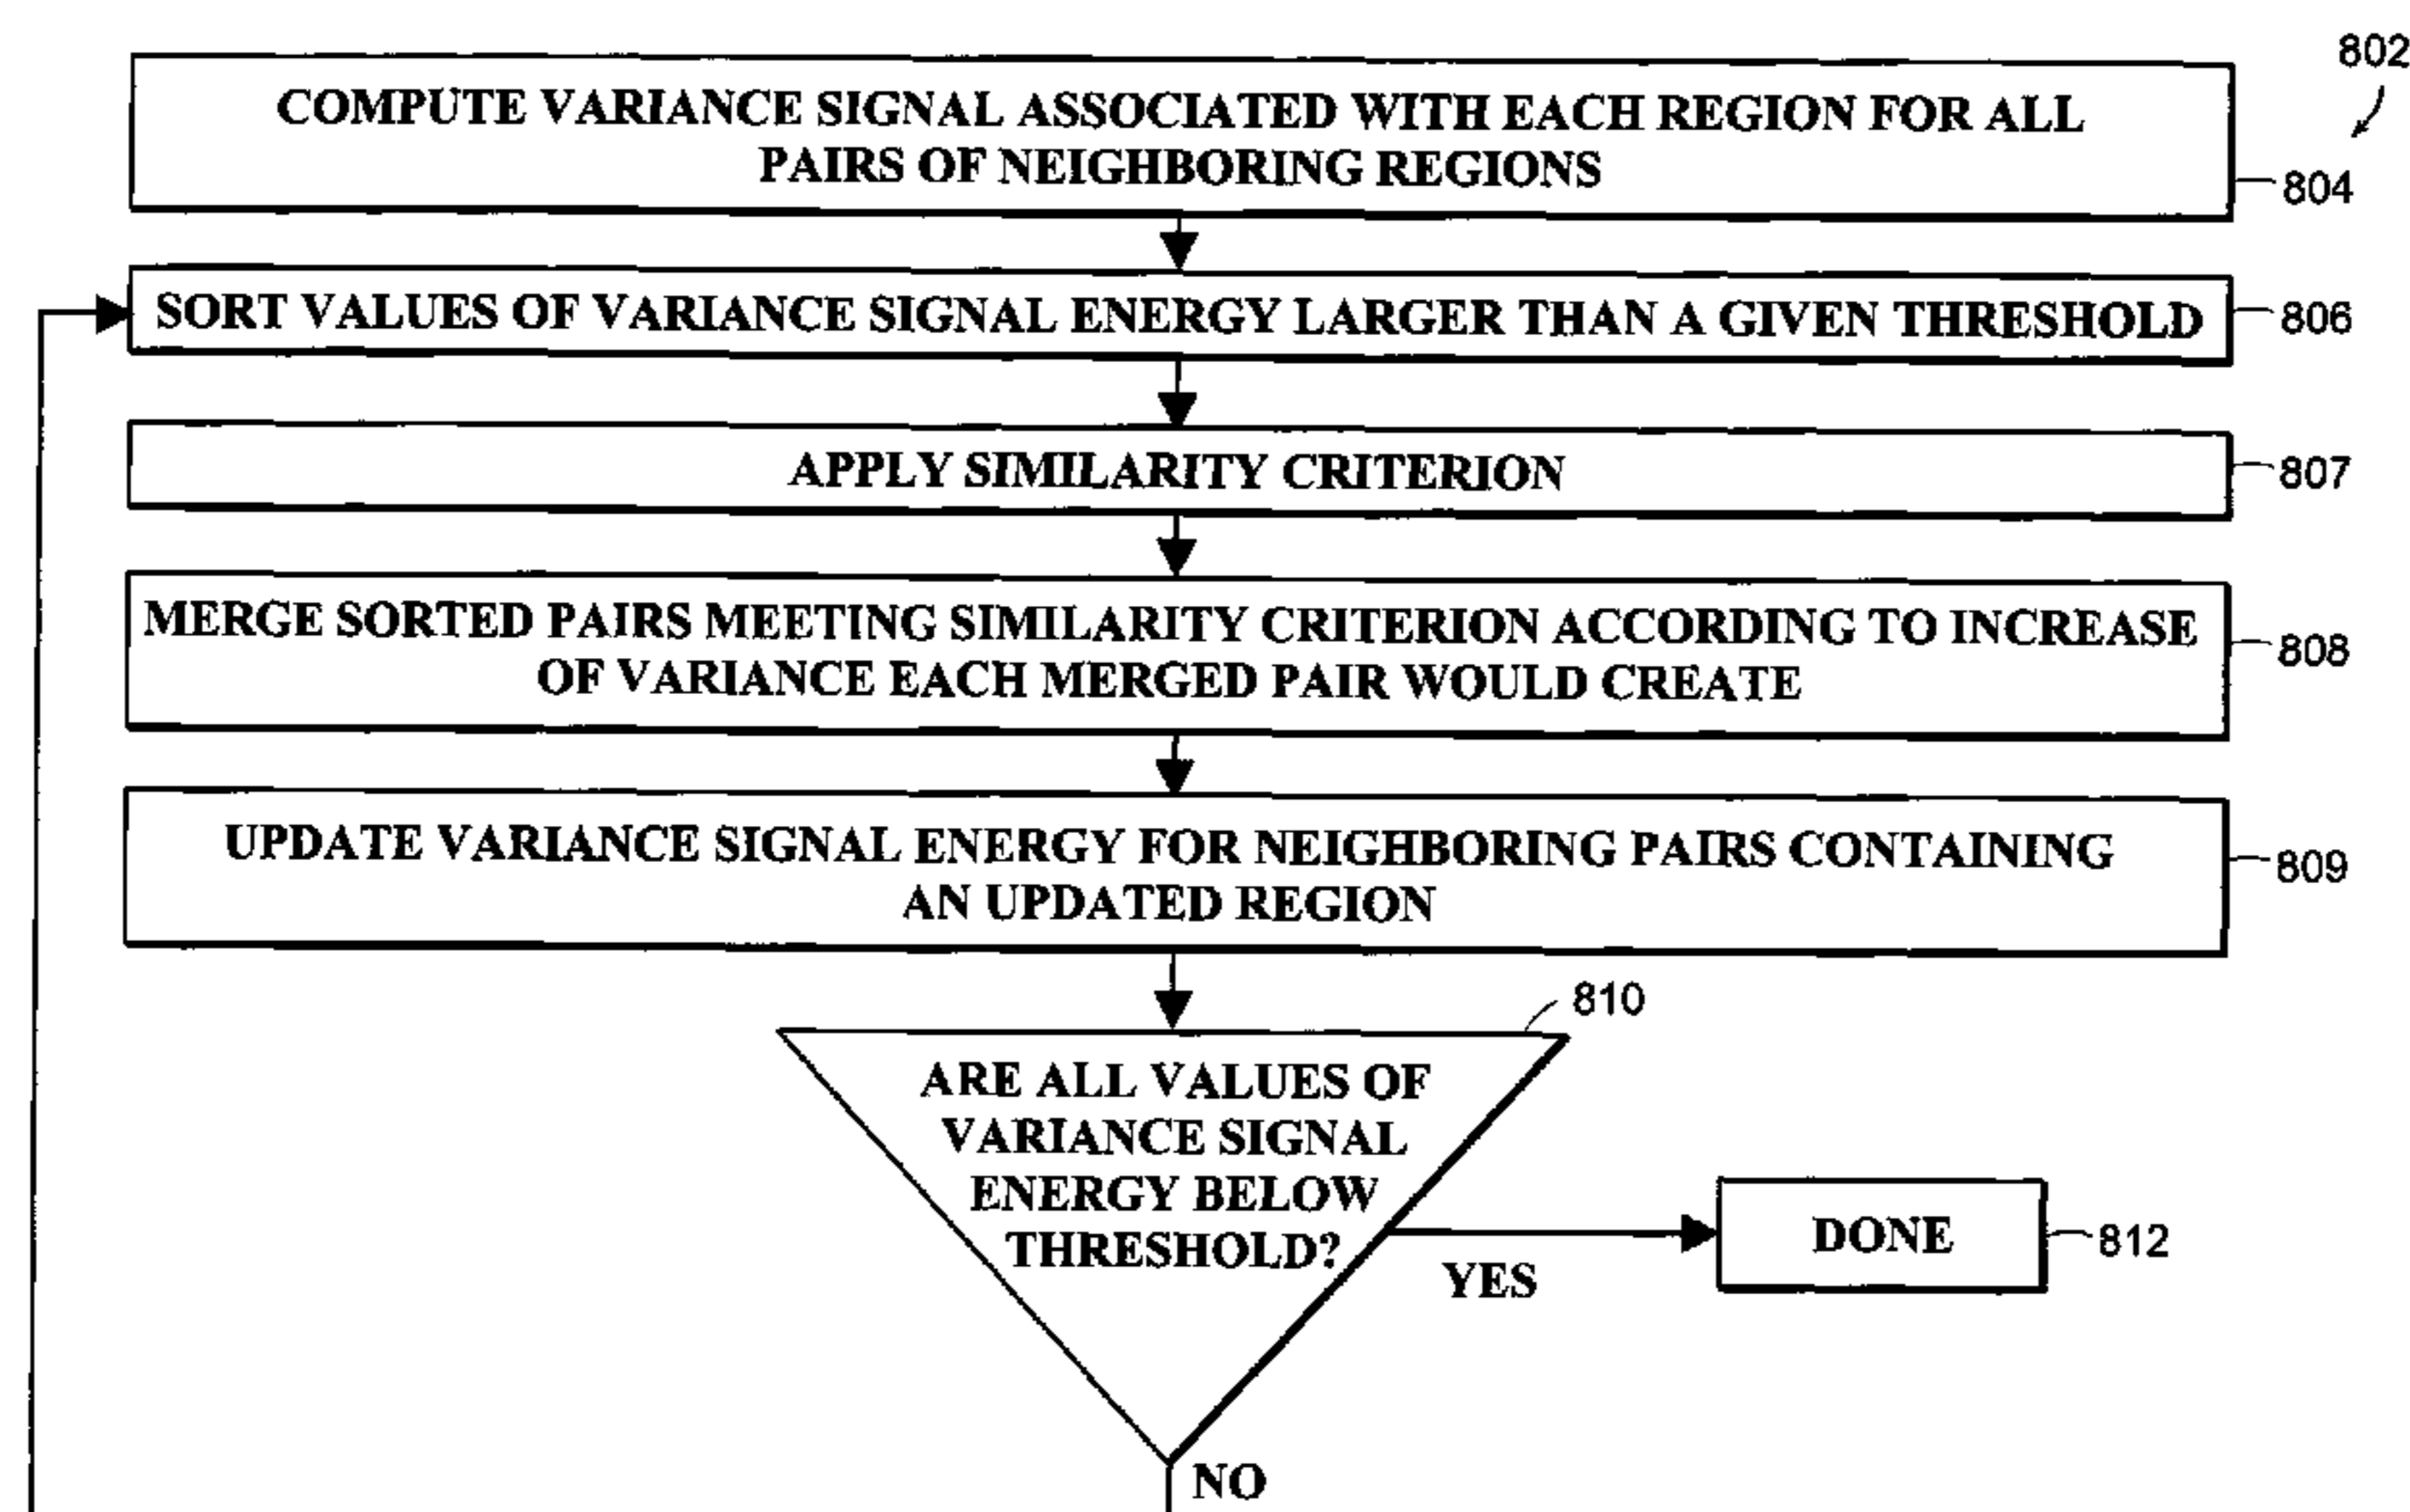 802
COMPUTE VARIANCE SIGNAL ASSOCIATED WITH EACH REGION FOR ALL
PAIRS OF NEIGHBORING REGIONS
804
SORT VALUES OF VARIANCE SIGNAL ENERGY LARGER THAN A GIVEN THRESHOLD
806
APPLY SIMILARITY CRITERION
807
MERGE SORTED PAIRS MEETING SIMILARITY CRITERION ACCORDING TO INCREASE
OF VARIANCE EACH MERGED PAIR WOULD CREATE
808
UPDATE VARIANCE SIGNAL ENERGY FOR NEIGHBORING PAIRS CONTAINING
AN UPDATED REGION
809
810
ARE ALL VALUES OF
VARIANCE SIGNAL
ENERGY BELOW
THRESHOLD?
YES
DONE
812
NO